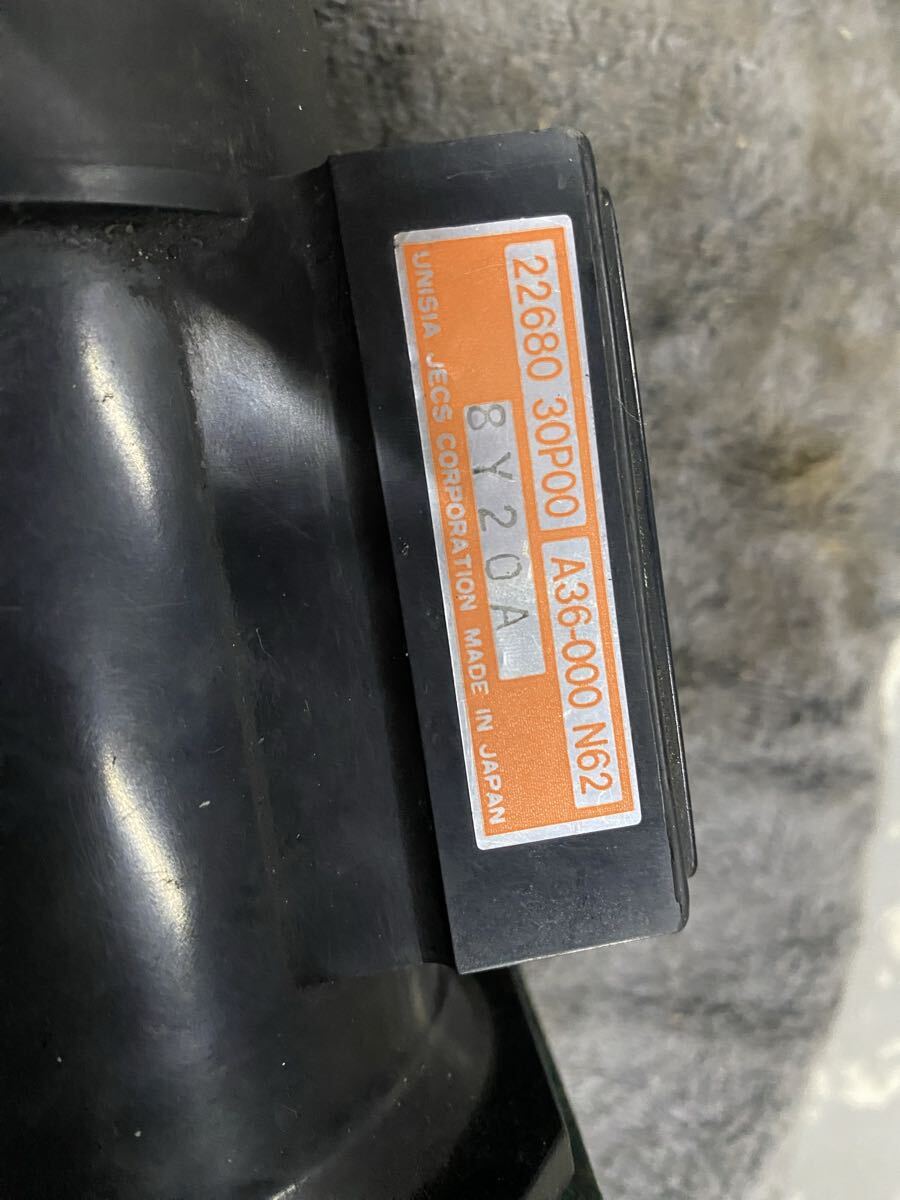 22680 30P00 A36-000 N62
8Y20A
UNISIA JECS CORPORATION MADE IN JAPAN